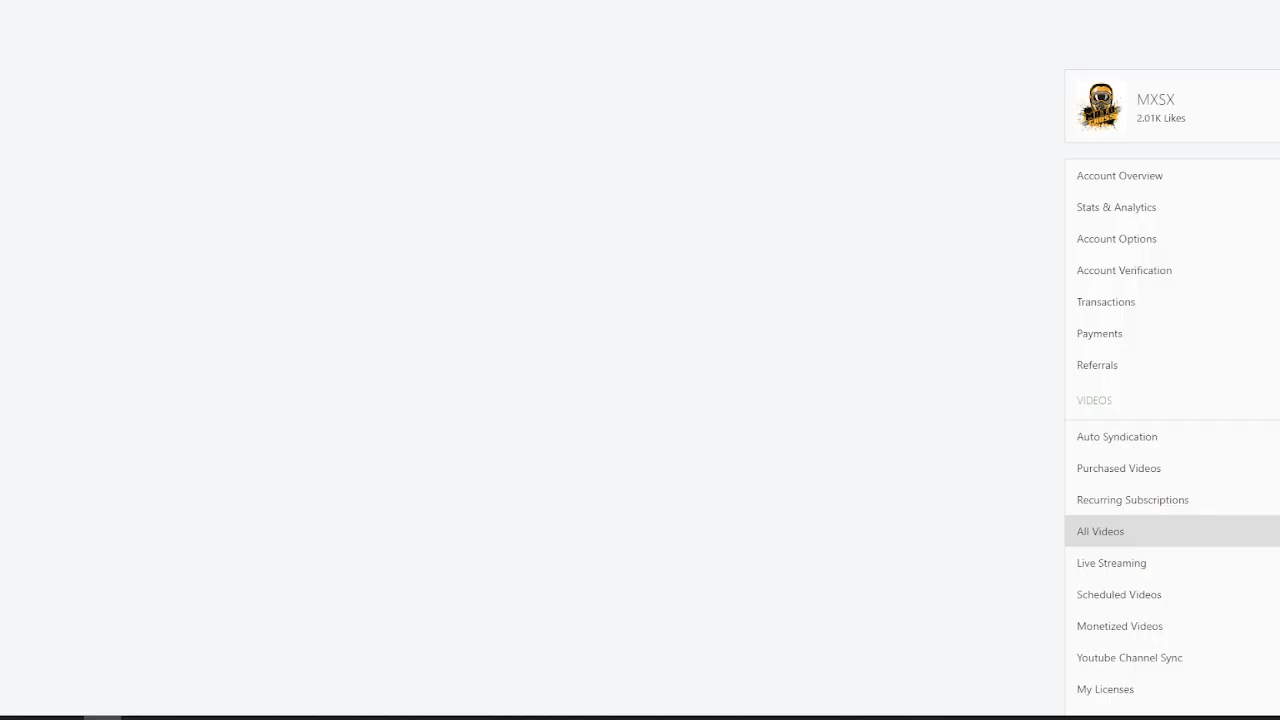 MXSX
2.01K Likes
Account Overview
Stats & Analytics
Account Options
Account Verification
Transactions
Payments
Referrals
VIDEOS
Auto Syndication
Purchased Videos
Recurring Subscriptions
All Videos
Live Streaming
Scheduled Videos
Monetized Videos
Youtube Channel Sync
My Licenses